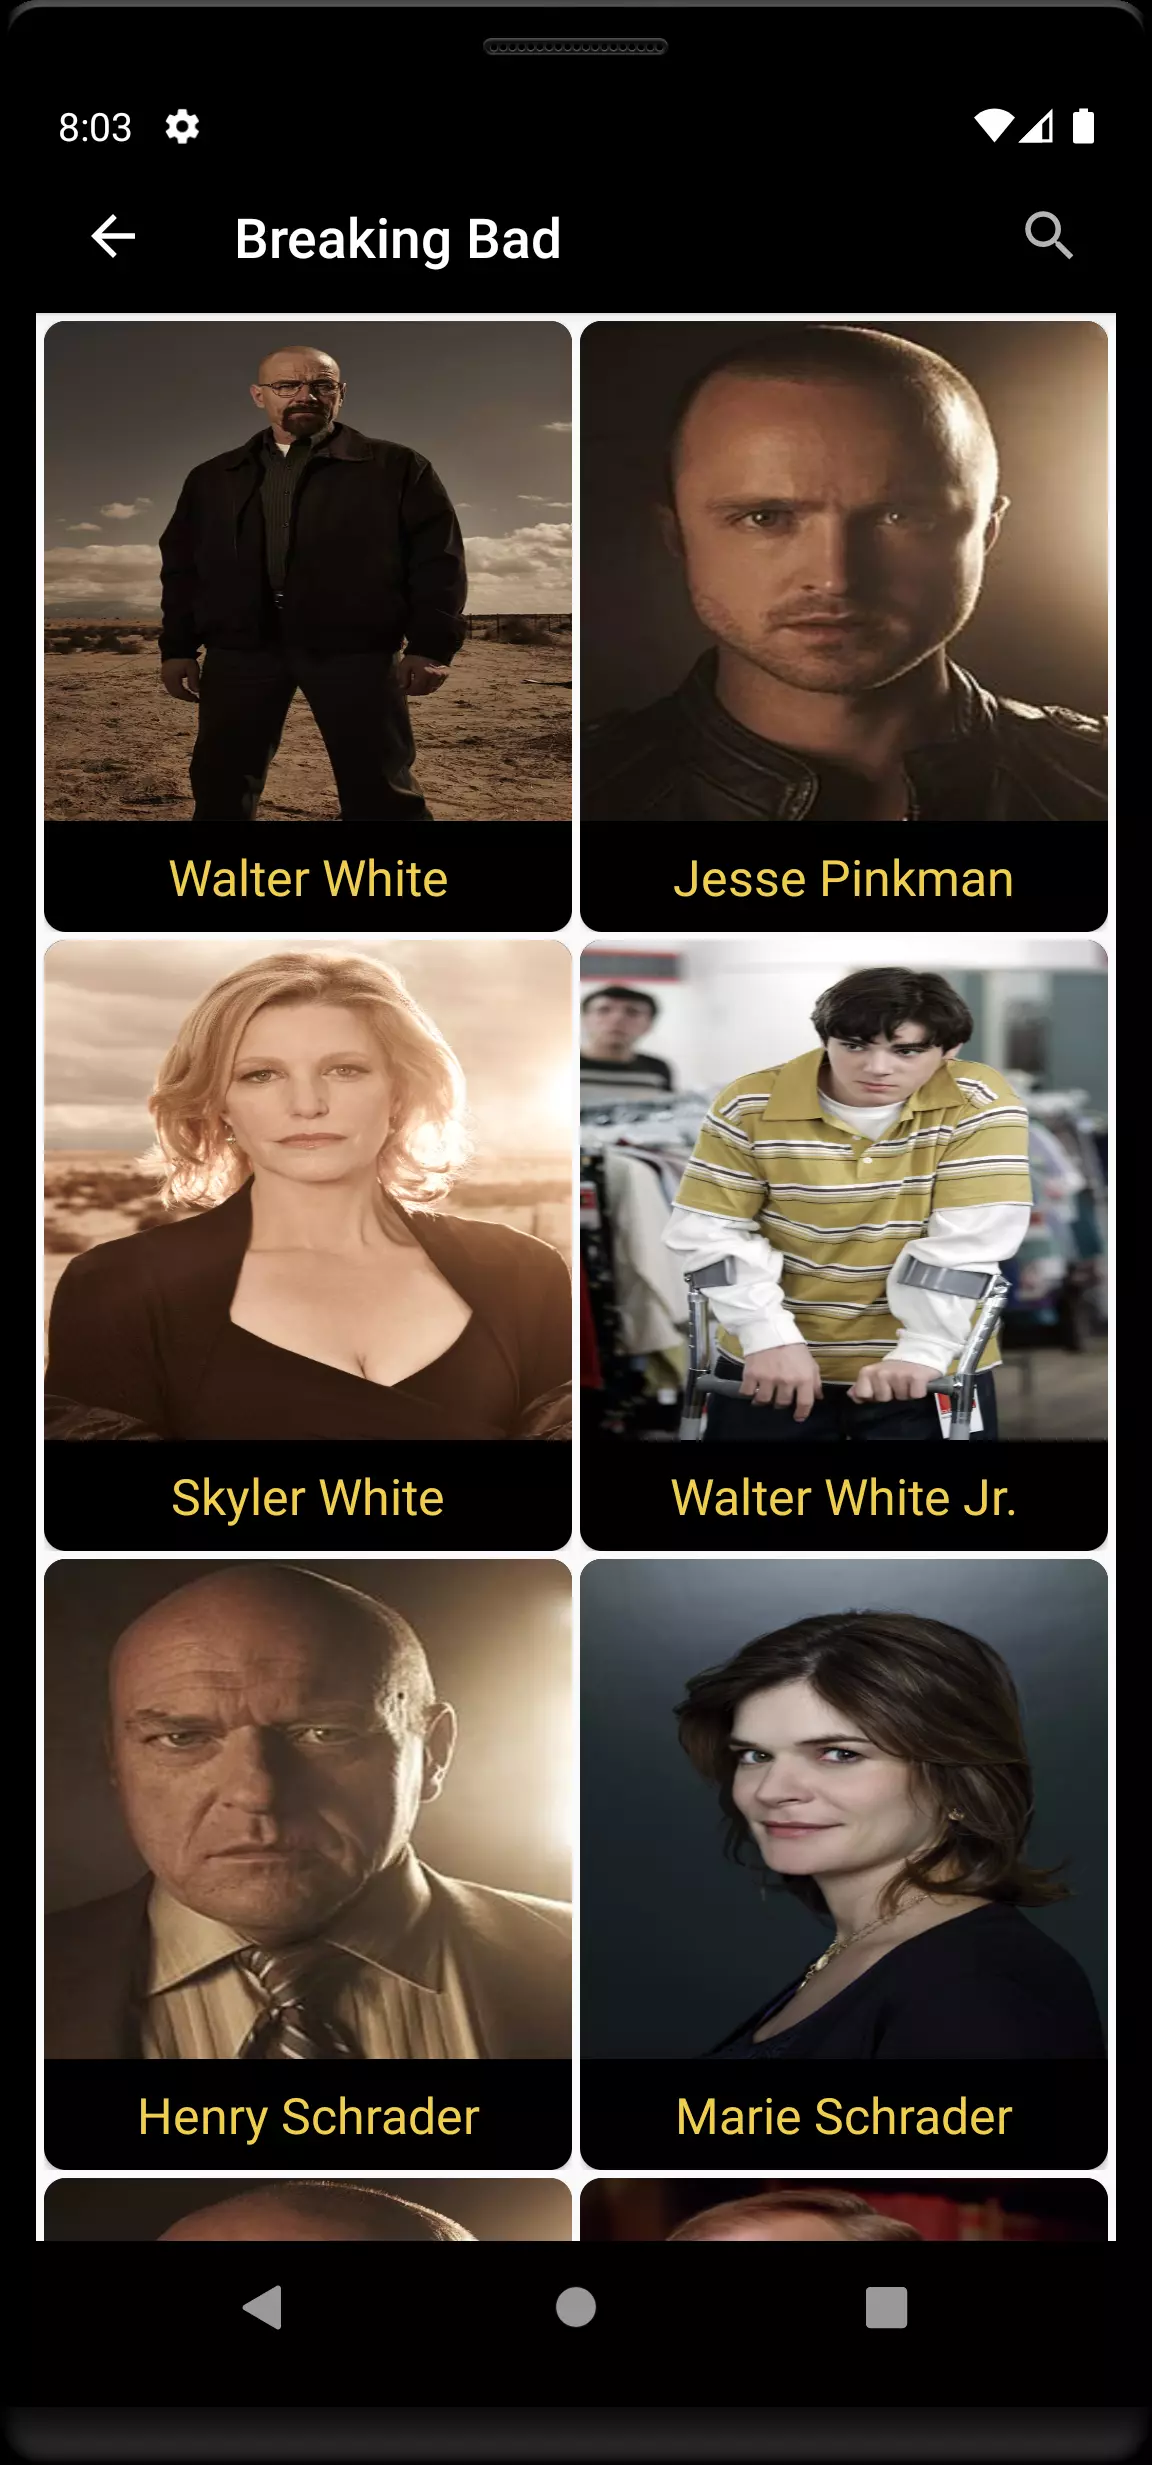 8:03
Breaking Bad
Walter White
Jesse Pinkman
Skyler White
Walter White Jr.
Henry Schrader
Marie Schrader